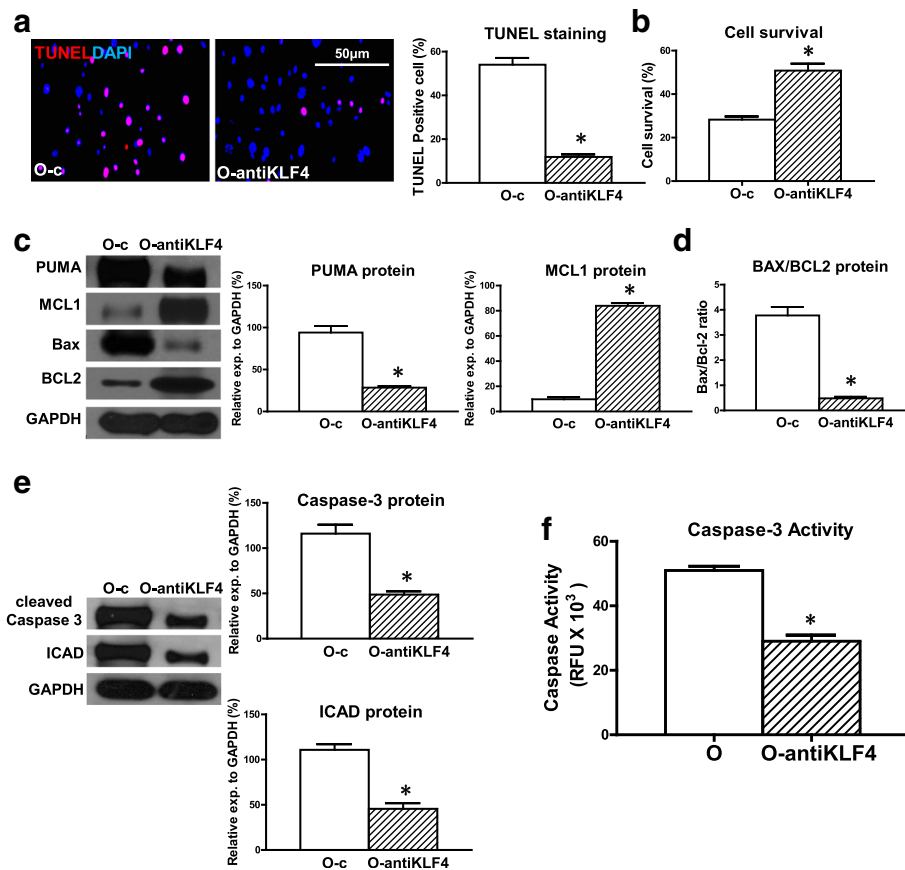 a
TUNELDAPI
50µm
O-c
O-antiKLF4
TUNEL staining
TUNEL Positive cell (%)
60
40
20
0
*
O-c
O-antiKLF4
b
Cell survival
Cell survival (%)
60
40
20
0
*
O-c
O-antiKLF4
c
O-c O-antiKLF4
PUMA
MCL1
Bax
BCL2
GAPDH
PUMA protein
Relative exp. to GAPDH (%)
150
100
50
0
*
O-c
O-antiKLF4
MCL1 protein
Relative exp. to GAPDH (%)
100
80
60
40
20
0
*
O-c
O-antiKLF4
d
BAX/BCL2 protein
Bax/Bcl-2 ratio
5
4
3
2
1
0
*
O-c
O-antiKLF4
e
O-c O-antiKLF4
cleaved
Caspase 3
ICAD
GAPDH
Caspase-3 protein
Relative exp. to GAPDH (%)
150
100
50
0
*
O-c
O-antiKLF4
ICAD protein
Relative exp. to GAPDH (%)
150
100
50
0
*
O-c
O-antiKLF4
f
Caspase-3 Activity
Caspase Activity
(RFU X 10³)
60
40
20
0
*
O
O-antiKLF4